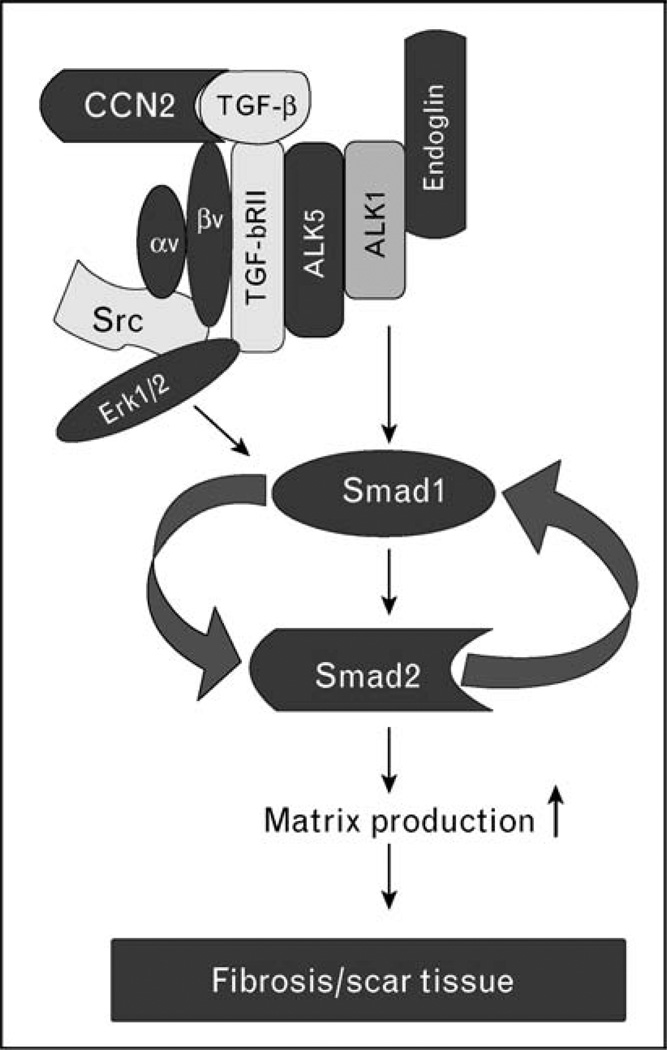 CCN2
TGF-β
Endoglin
αv
βv
TGF-bRII
ALK5
ALK1
Src
Erk1/2
Smad1
Smad2
Matrix production
Fibrosis/scar tissue